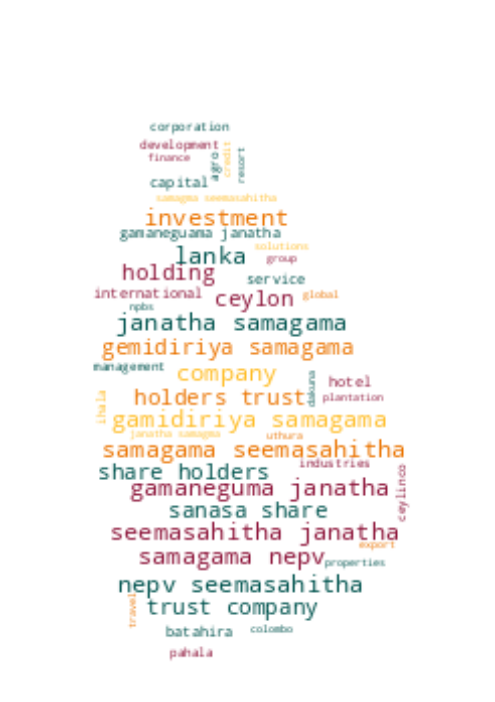 corporation
development
finance
agro
credit
resort
capital
samagma seemasahitha
investment
gamaneguama janatha
solutions
lanka
group
holding
service
international
ceylon
global
npbs
janatha samagama
gemidiriya samagama
management
company
dakuna
hotel
ihala
holders trust
plantation
gamidiriya samagama
janatha samagma
uthura
samagama seemasahitha
share holders
industries
ceylinco
gamaneguma janatha
sanasa share
seemasahitha janatha
export
samagama nepv
properties
nepv seemasahitha
travel
trust company
batahira
colombo
pahala